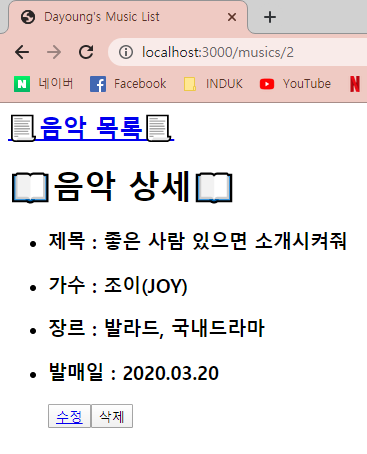 Dayoung's Music List
localhost:3000/musics/2
네이버 Facebook INDUK YouTube
음악 목록
음악 상세
제목 : 좋은 사람 있으면 소개시켜줘
가수 : 조이(JOY)
장르 : 발라드, 국내드라마
발매일 : 2020.03.20
수정 삭제